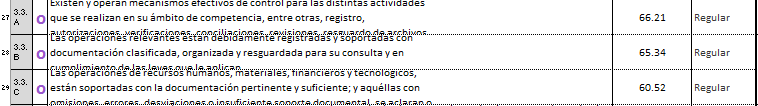 Existen y operan mecanismos efectivos de control para las distintas actividades
27 3.3. A O que se realizan en su ámbito de competencia, entre otras, registro, 66.21 Regular
autorizaciones, verificaciones, conciliaciones, revisiones, resguardo de archivos
Las operaciones relevantes están debidamente registradas y soportadas con
28 3.3. B O documentación clasificada, organizada y resguardada para su consulta y en 65.34 Regular
cumplimiento de las leyes que le aplican
Las operaciones de recursos humanos, materiales, financieros y tecnológicos,
29 3.3. C O están soportadas con la documentación pertinente y suficiente; y aquéllas con 60.52 Regular
omisiones, errores, desviaciones o insuficiente soporte documental, se aclaran o